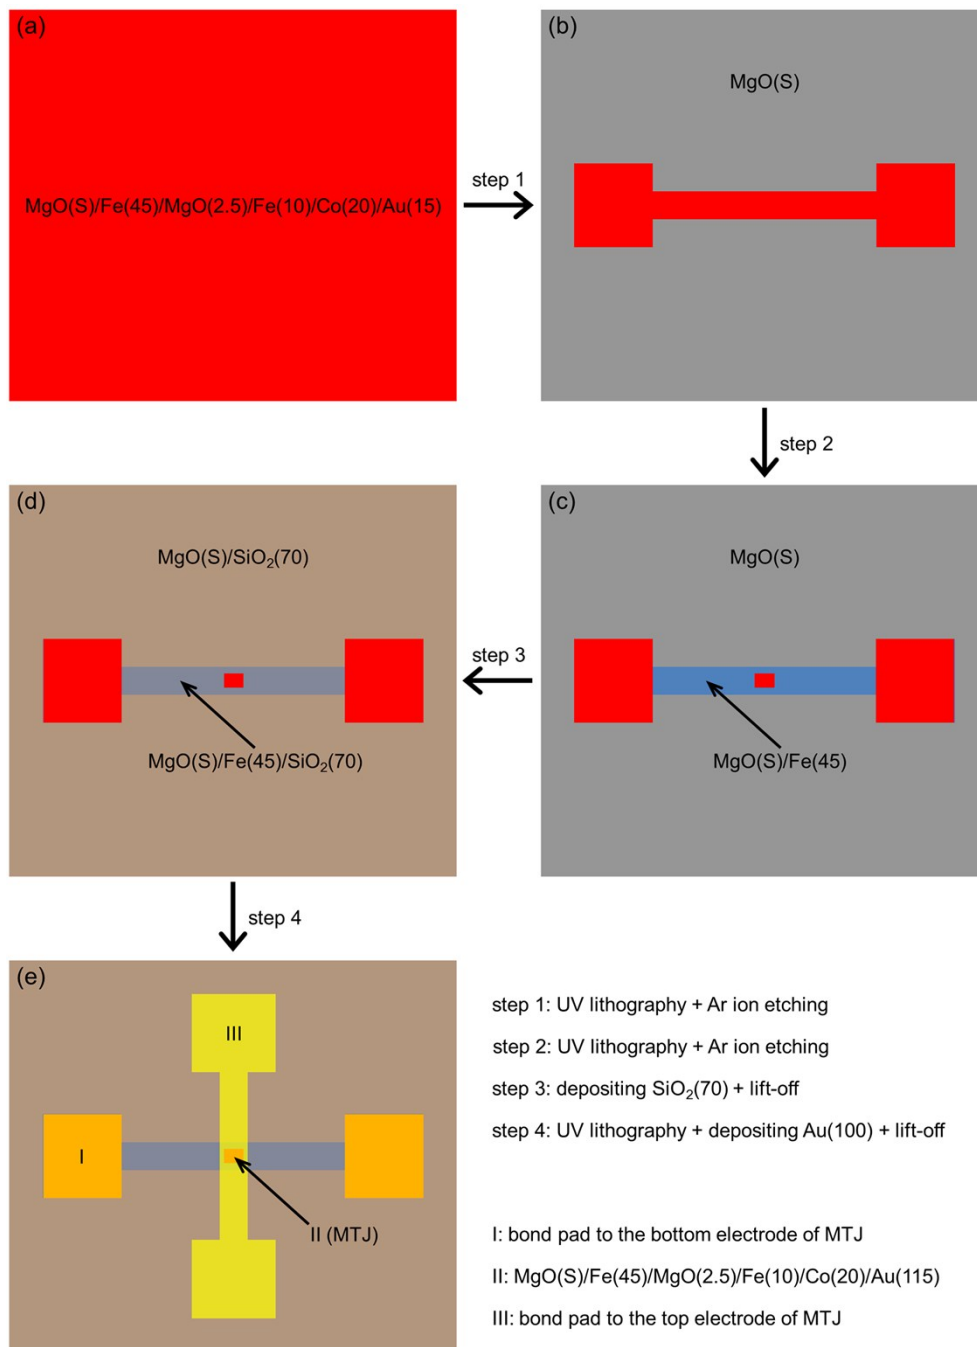 (a)
MgO(S)/Fe(45)/MgO(2.5)/Fe(10)/Co(20)/Au(15)
step 1
(b)
MgO(S)
step 2
(c)
MgO(S)
MgO(S)/Fe(45)
step 3
(d)
MgO(S)/SiO₂(70)
MgO(S)/Fe(45)/SiO₂(70)
step 4
(e)
III
I
II (MTJ)
step 1: UV lithography + Ar ion etching
step 2: UV lithography + Ar ion etching
step 3: depositing SiO₂(70) + lift-off
step 4: UV lithography + depositing Au(100) + lift-off
I: bond pad to the bottom electrode of MTJ
II: MgO(S)/Fe(45)/MgO(2.5)/Fe(10)/Co(20)/Au(115)
III: bond pad to the top electrode of MTJ